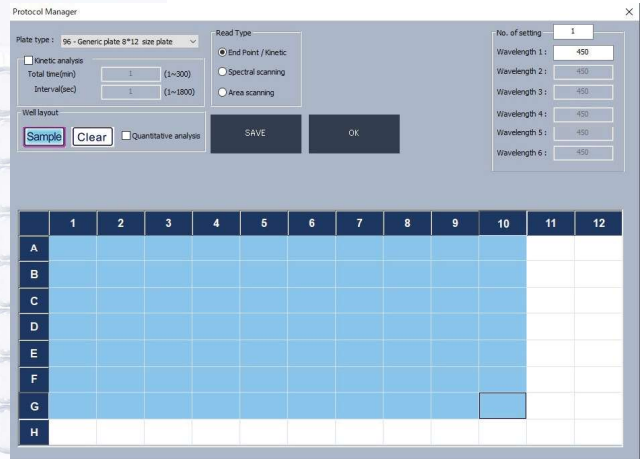 Protocol Manager
Plate type : 96 - Generic plate 8*12 size plate
Kinetic analysis
Total time(min) 1 (1~300)
Interval(sec) 1 (1~1800)
Read Type
End Point / Kinetic
Spectral scanning
Area scanning
No. of setting 1
Wavelength 1 : 450
Wavelength 2 : 450
Wavelength 3 : 450
Wavelength 4 : 450
Wavelength 5 : 450
Wavelength 6 : 450
Well layout
Sample Clear Quantitative analysis
SAVE OK
1 2 3 4 5 6 7 8 9 10 11 12
A
B
C
D
E
F
G
H